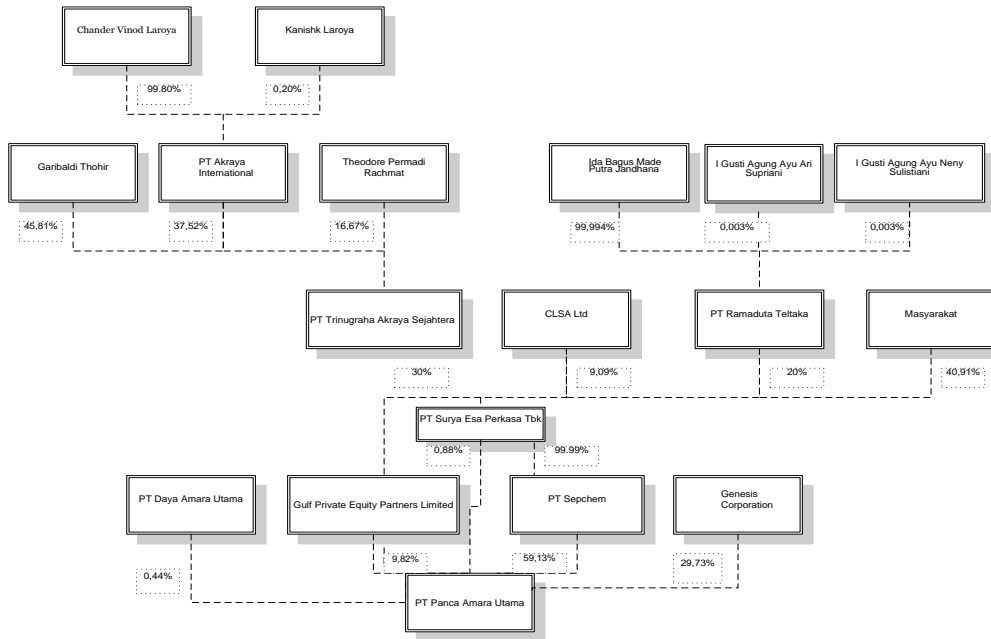 Chander Vinod Laroya
Kanishk Laroya
99.80%
0,20%
Garibaldi Thohir
PT Akraya
International
Theodore Permadi
Rachmat
Ida Bagus Made
Putra Jandhana
I Gusti Agung Ayu Ari
Supriani
I Gusti Agung Ayu Neny
Sulistiani
45,81%
37,52%
16,67%
99,994%
0,003%
0,003%
PT Trinugraha Akraya Sejahtera
CLSA Ltd
PT Ramaduta Teltaka
Masyarakat
30%
9,09%
20%
40,91%
PT Surya Esa Perkasa Tbk
0,88%
99.99%
PT Daya Amara Utama
Gulf Private Equity Partners Limited
PT Sepchem
Genesis
Corporation
0,44%
9,82%
59,13%
29,73%
PT Panca Amara Utama